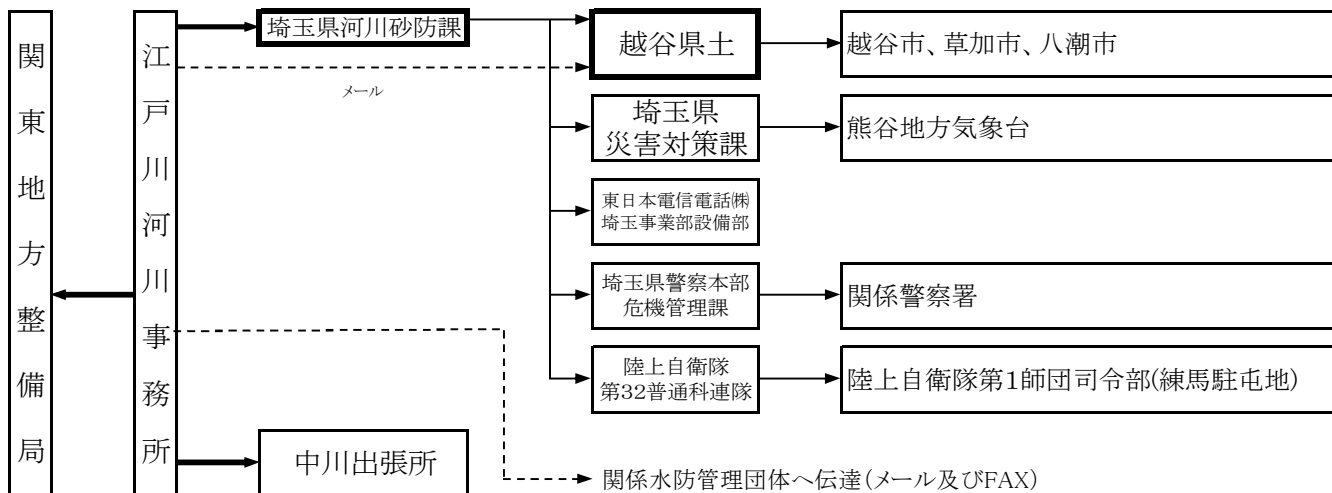 関東地方整備局
江戸川河川事務所
埼玉県河川砂防課
メール
越谷県土
越谷市、草加市、八潮市
埼玉県
災害対策課
熊谷地方気象台
東日本電信電話㈱
埼玉事業部設備部
埼玉県警察本部
危機管理課
関係警察署
陸上自衛隊
第32普通科連隊
陸上自衛隊第1師団司令部(練馬駐屯地)
中川出張所
関係水防管理団体へ伝達(メール及びFAX)